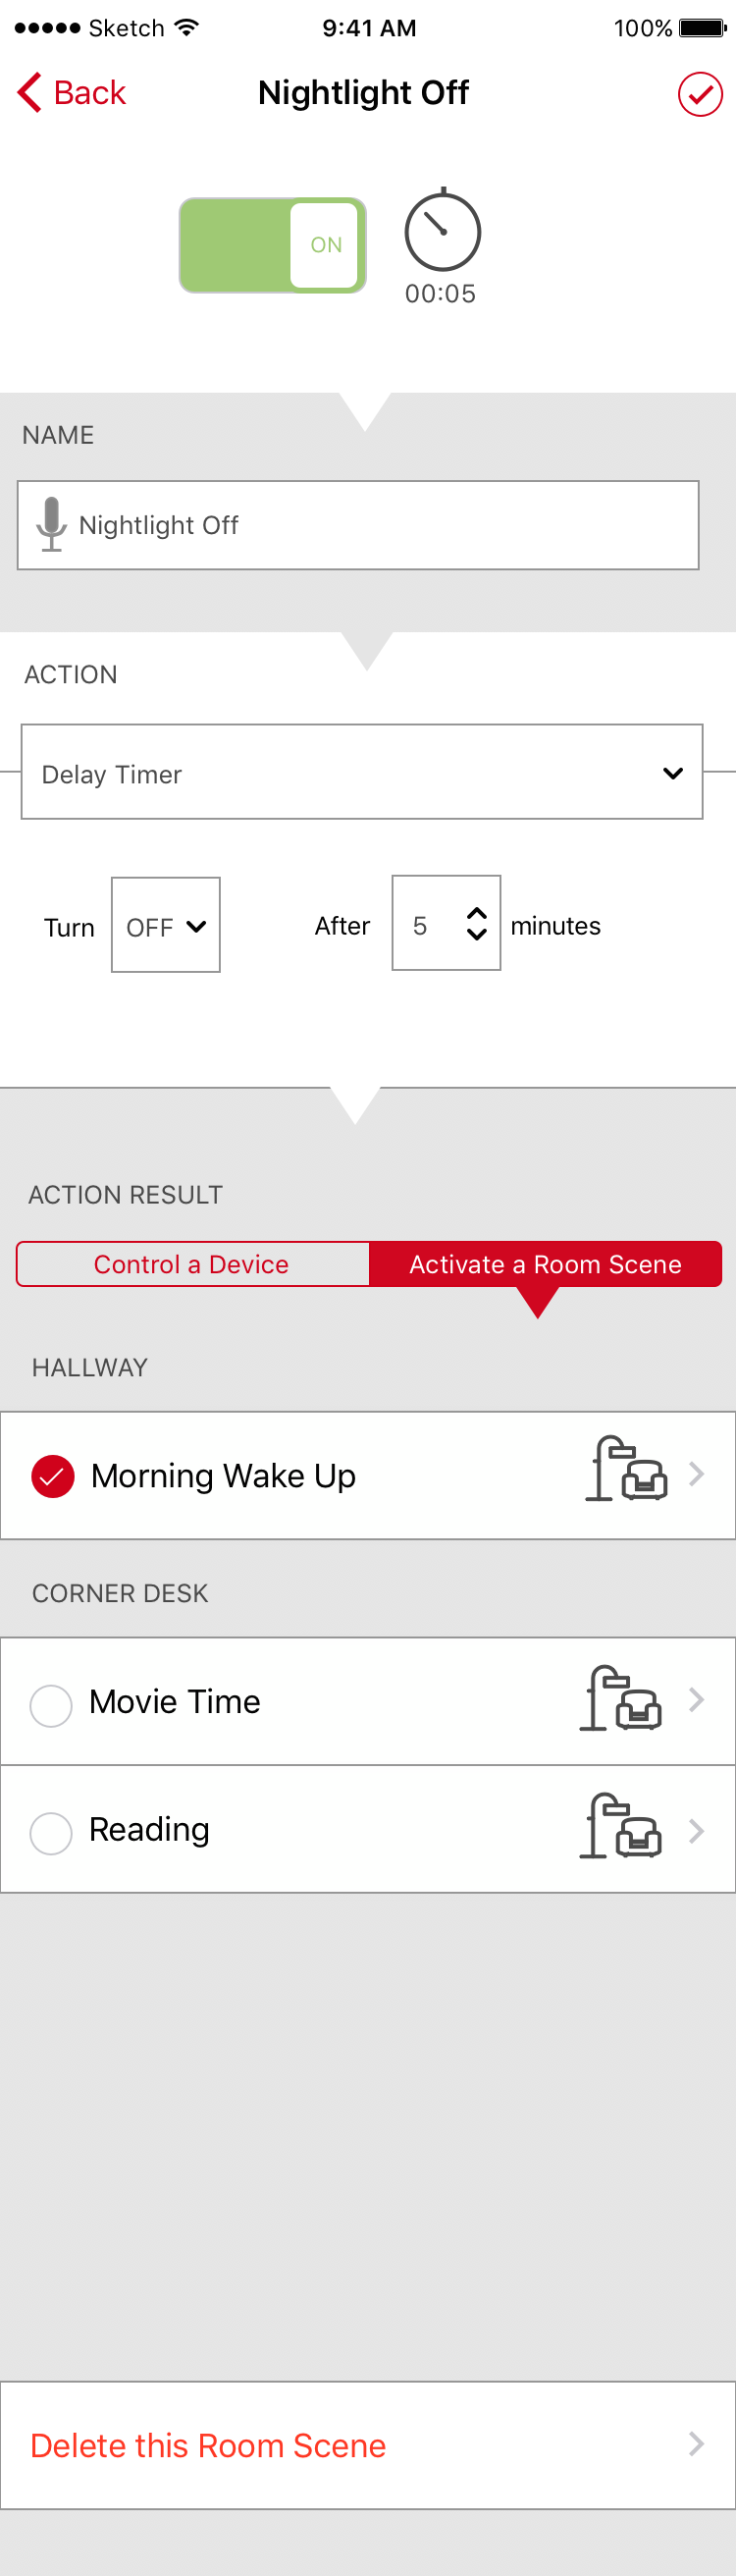 Sketch 9:41 AM 100%
Back Nightlight Off
ON
00:05
NAME
Nightlight Off
ACTION
Delay Timer
Turn OFF After 5 minutes
ACTION RESULT
Control a Device Activate a Room Scene
HALLWAY
Morning Wake Up
CORNER DESK
Movie Time
Reading
Delete this Room Scene